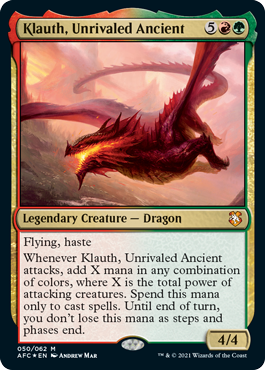 Klauth, Unrivaled Ancient 5
Legendary Creature — Dragon
Flying, haste
Whenever Klauth, Unrivaled Ancient
attacks, add X mana in any combination
of colors, where X is the total power of
attacking creatures. Spend this mana
only to cast spells. Until end of turn,
you don't lose this mana as steps and
phases end.
4/4
050/062 M
AFC ★ EN ANDREW MAR
™ & © 2021 Wizards of the Coast